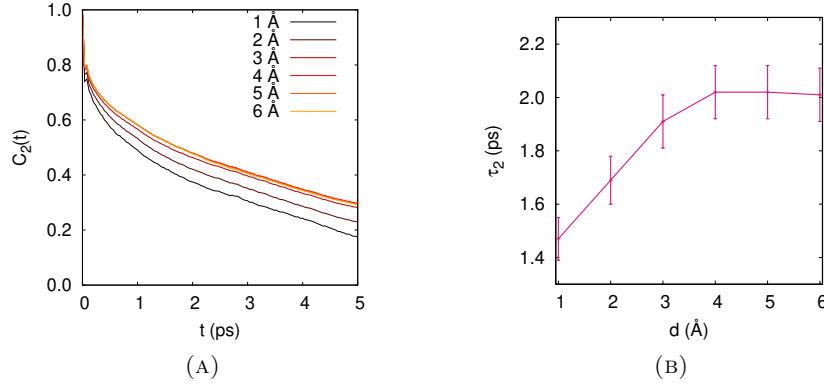 1.0
0.8
0.6
0.4
0.2
0.0
C2(t)
0 1 2 3 4 5
t (ps)
1 Å
2 Å
3 Å
4 Å
5 Å
6 Å
(A)
2.2
2.0
1.8
1.6
1.4
τ2 (ps)
1 2 3 4 5 6
d (Å)
(B)